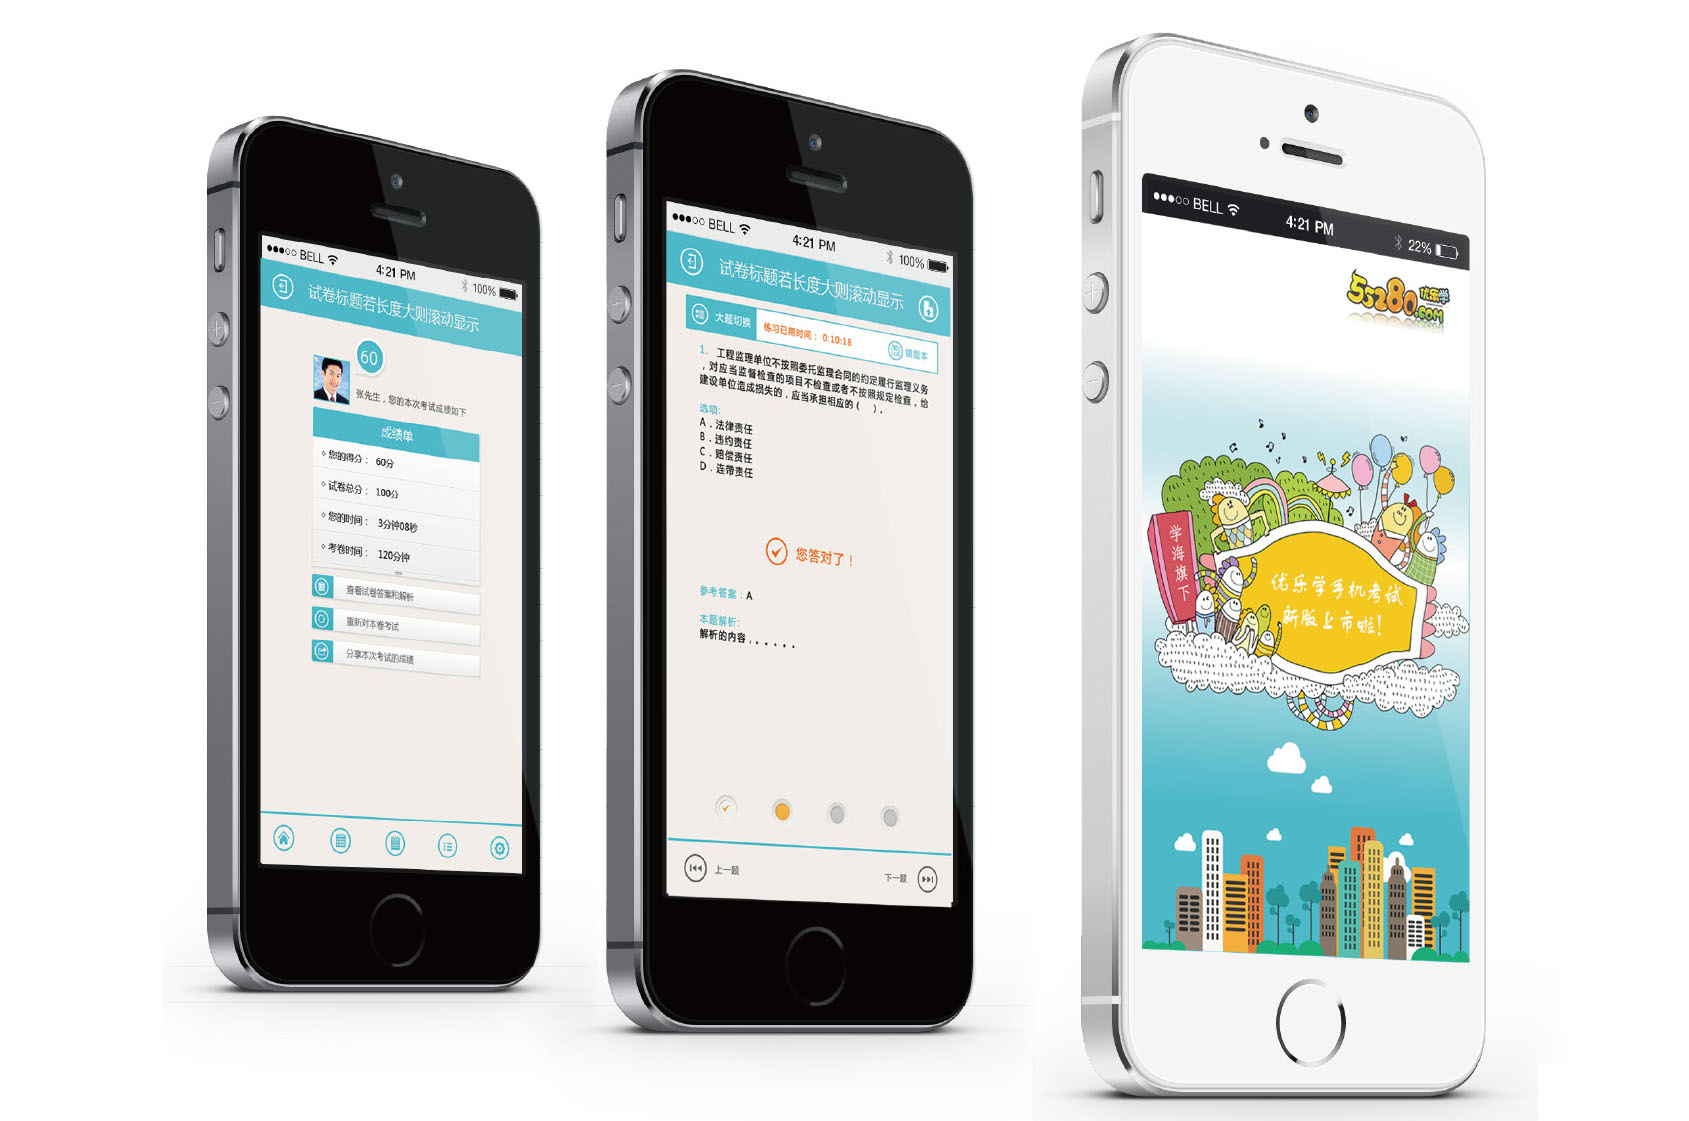 BELL
4:21 PM
100%
试卷标题若长度大则滚动显示
60
张先生，您的本次考试成绩如下
成绩单
您的得分： 60分
试卷总分： 100分
您的时间： 3分钟08秒
考卷时间： 120分钟
查看试卷答案和解析
重新对本卷考试
分享本次考试的成绩
BELL
4:21 PM
100%
试卷标题若长度大则滚动显示
大题切换
练习已用时间： 0:10:18
错题本
1. 工程监理单位不按照委托监理合同的约定履行监理义务
，对应当监督检查的项目不检查或者不按照规定检查，给
建设单位造成损失的，应当承担相应的（ ）。
选项:
A．法律责任
B．违约责任
C．赔偿责任
D．连带责任
您答对了！
参考答案：A
本题解析:
解析的内容......
上一题
下一题
BELL
4:21 PM
22%
55280.com
优乐学
学海旗下
优乐学手机考试
新版上市啦!